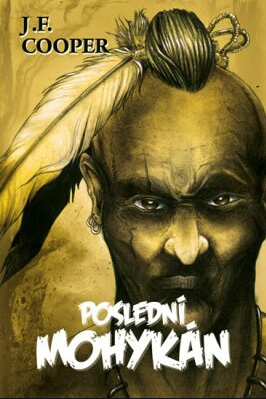 J.F.
COOPER
POSLEDNÍ
MOHYKÁN